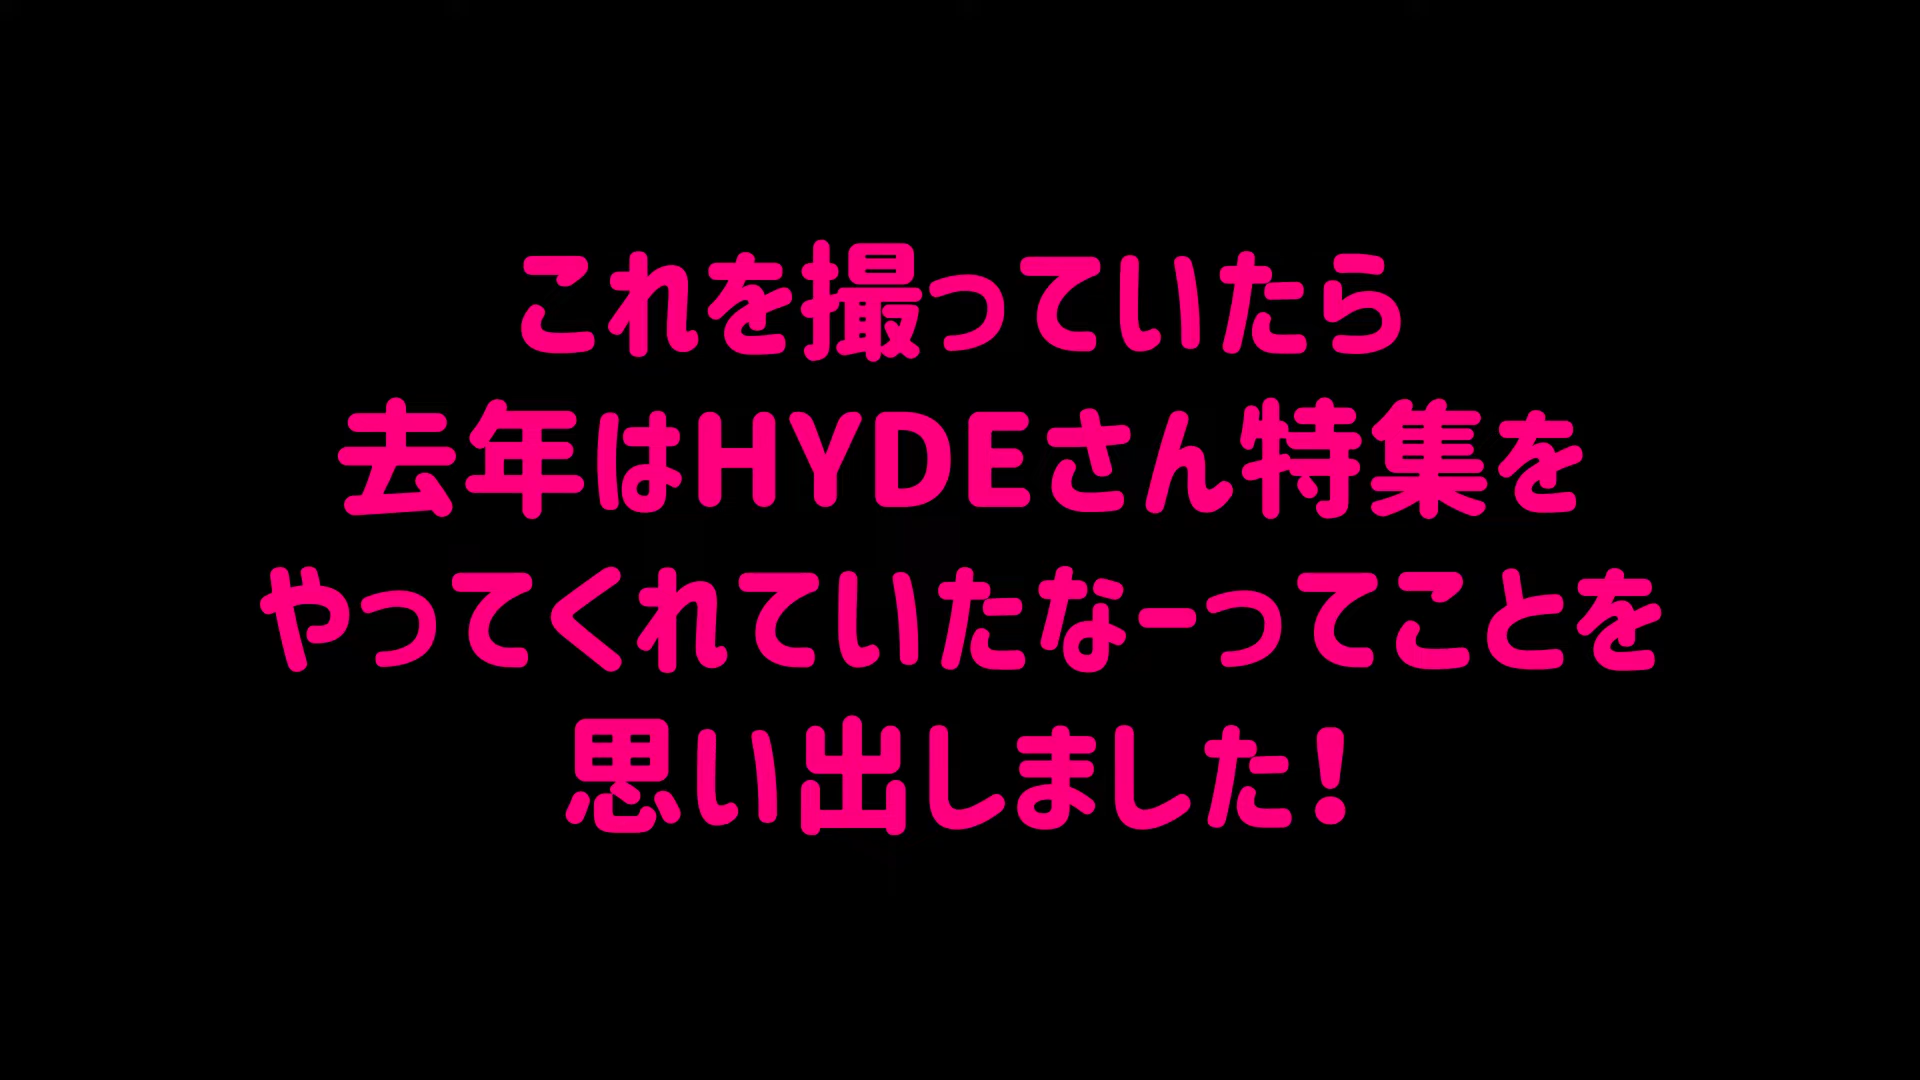 これを撮っていたら
去年はHYDEさん特集を
やってくれていたなーってことを
思い出しました!